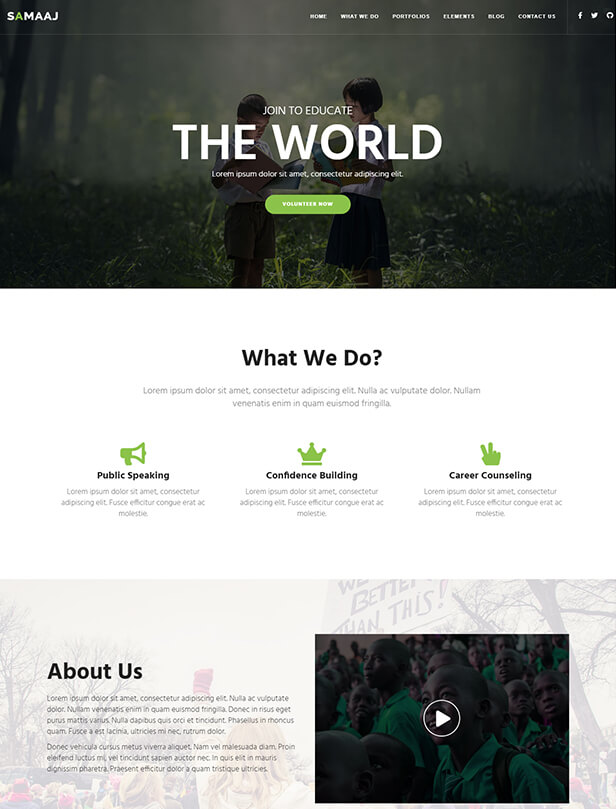 SAMAAJ
HOME WHAT WE DO PORTFOLIOS ELEMENTS BLOG CONTACT US
JOIN TO EDUCATE
THE WORLD
Lorem ipsum dolor sit amet, consectetur adipiscing elit.
VOLUNTEER NOW
What We Do?
Lorem ipsum dolor sit amet, consectetur adipiscing elit. Nulla ac vulputate dolor. Nullam
venenatis enim in quam euismod fringilla.
Public Speaking
Lorem ipsum dolor sit amet, consectetur
adipiscing elit. Fusce efficitur congue erat ac
molestie.
Confidence Building
Lorem ipsum dolor sit amet, consectetur
adipiscing elit. Fusce efficitur congue erat ac
molestie.
Career Counseling
Lorem ipsum dolor sit amet, consectetur
adipiscing elit. Fusce efficitur congue erat ac
molestie.
BETTER
THAN THIS!
About Us
Lorem ipsum dolor sit amet, consectetur adipiscing elit. Nulla ac vulputate
dolor. Nullam venenatis enim in quam euismod fringilla. Donec in risus eget
purus mattis varius. Nulla dapibus quis orci et tincidunt. Phasellus in rhoncus
quam. Fusce a est lacinia, ultricies mi nec, rutrum dolor.
Donec vehicula cursus metus viverra aliquet. Nam vel malesuada diam. Proin
eleifend luctus mi, vel tincidunt sapien auctor nec. In quis elit in mauris
dignissim pharetra. Praesent efficitur dolor a quam tristique ultricies.